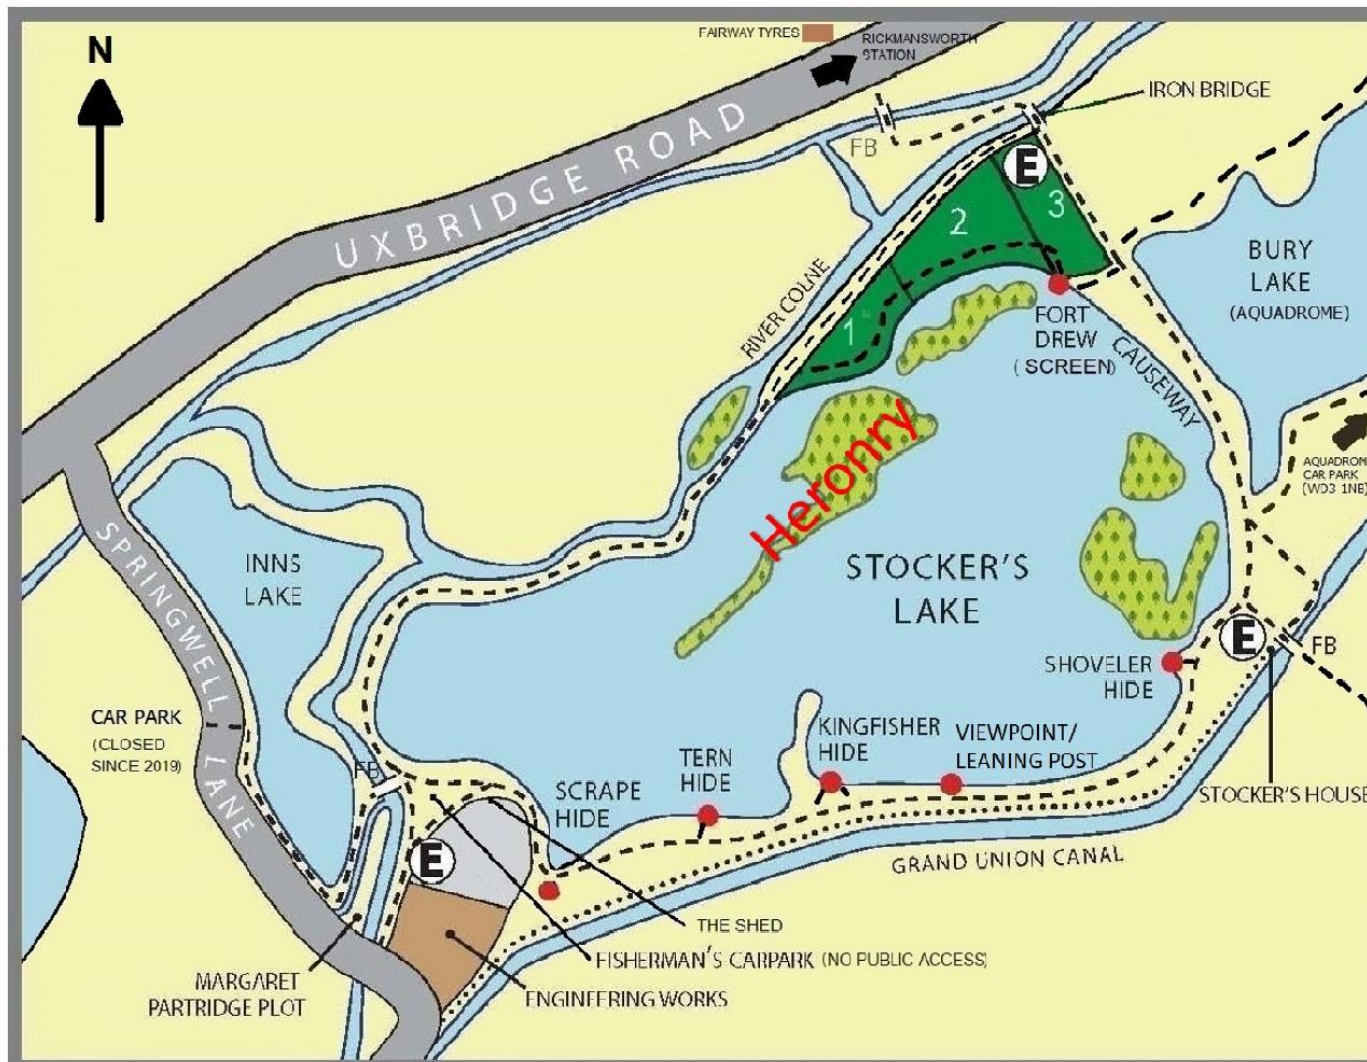 FAIRWAY TYRES
RICKMANSWORTH
STATION
N
IRON BRIDGE
UXBRIDGE ROAD
FB
E
3
2
1
RIVER COLNE
BURY
LAKE
(AQUADROME)
FORT
DREW
( SCREEN)
CAUSEWAY
Heronry
AQUADROM
CAR PARK
(WD3 1NB)
SPRINGWELL LANE
INNS
LAKE
STOCKER'S
LAKE
E
FB
SHOVELER
HIDE
CAR PARK
(CLOSED
SINCE 2019)
FB
KINGFISHER
HIDE
VIEWPOINT/
LEANING POST
TERN
HIDE
SCRAPE
HIDE
STOCKER'S HOUSE
E
GRAND UNION CANAL
THE SHED
FISHERMAN'S CARPARK (NO PUBLIC ACCESS)
MARGARET
PARTRIDGE PLOT
ENGINEERING WORKS